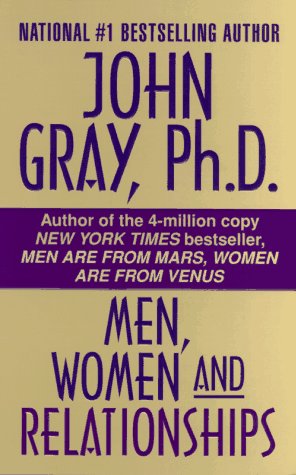 NATIONAL #1 BESTSELLING AUTHOR
JOHN
GRAY, Ph.D.
Author of the 4-million copy
NEW YORK TIMES bestseller,
MEN ARE FROM MARS, WOMEN
ARE FROM VENUS
MEN,
WOMEN AND
RELATIONSHIPS